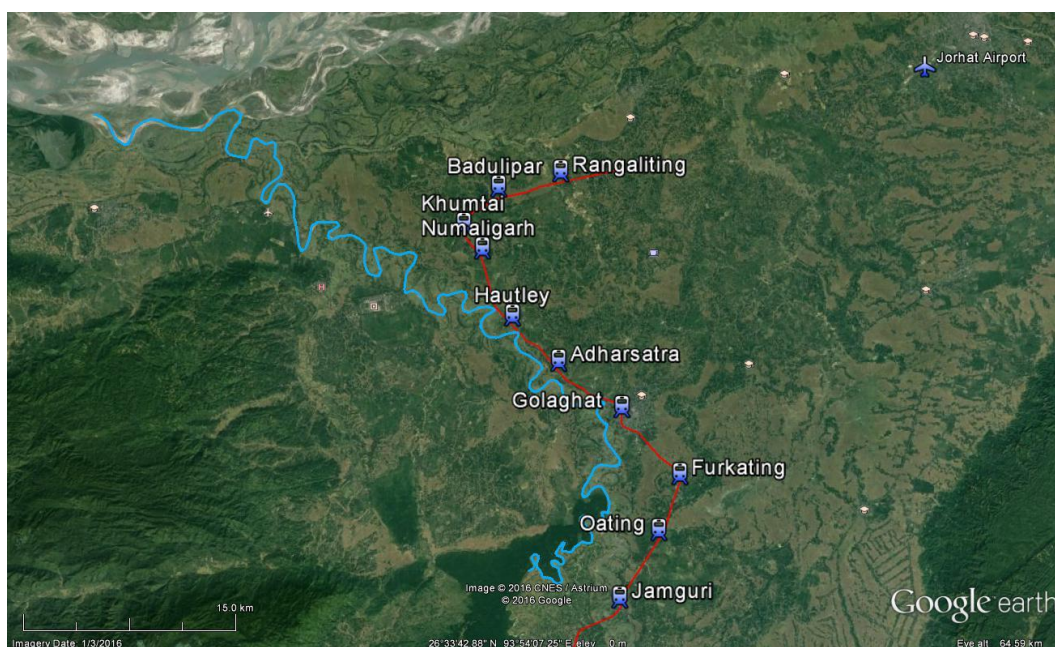 Jorhat Airport
Badulipar
Rangaliting
Khumtai
Numaligarh
Hautley
Adharsatra
Golaghat
Furkating
Oating
Jamguri
Image © 2016 CNES / Astrium
© 2016 Google
Google earth
15.0 km
Imagery Date: 1/3/2016
26°33'42.88" N 93°54'07.25" E elev 0 m
Eye alt 64.59 km